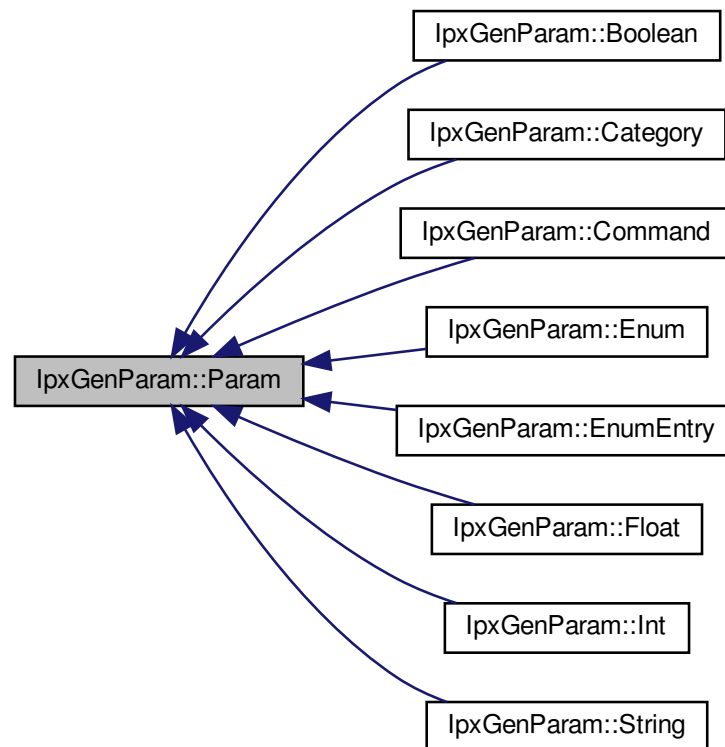 IpxGenParam::Boolean
IpxGenParam::Category
IpxGenParam::Command
IpxGenParam::Enum
IpxGenParam::Param
IpxGenParam::EnumEntry
IpxGenParam::Float
IpxGenParam::Int
IpxGenParam::String